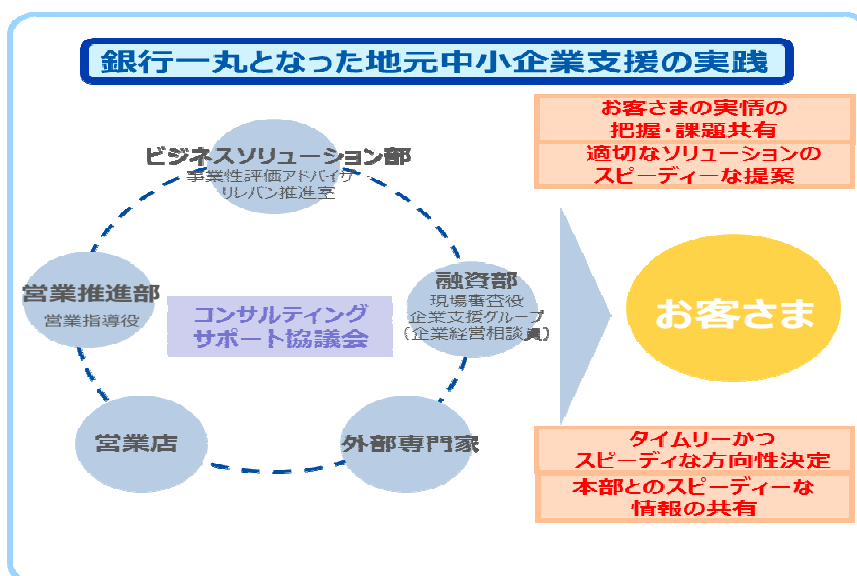 銀行一丸となった地元中小企業支援の実践
お客さまの実情の
把握・課題共有
適切なソリューションの
スピーディーな提案
ビジネスソリューション部
事業性評価アドバイザ
リレバン推進室
営業推進部
営業指導役
コンサルティング
サポート協議会
融資部
現場審査役
企業支援グループ
（企業経営相談員）
お客さま
営業店
外部専門家
タイムリーかつ
スピーディな方向性決定
本部とのスピーディーな
情報の共有